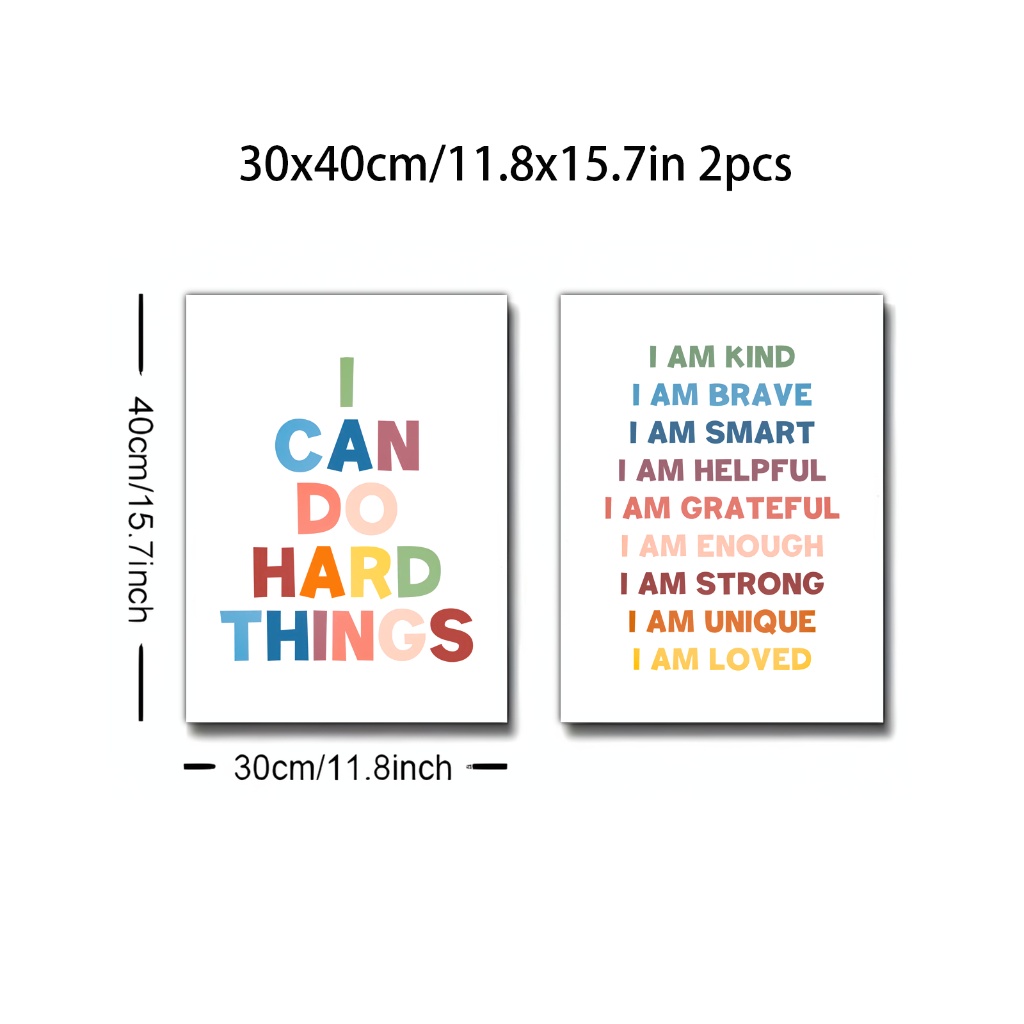 30x40cm/11.8x15.7in 2pcs
40cm/15.7inch
I
CAN
DO
HARD
THINGS
I AM KIND
I AM BRAVE
I AM SMART
I AM HELPFUL
I AM GRATEFUL
I AM ENOUGH
I AM STRONG
I AM UNIQUE
I AM LOVED
30cm/11.8inch